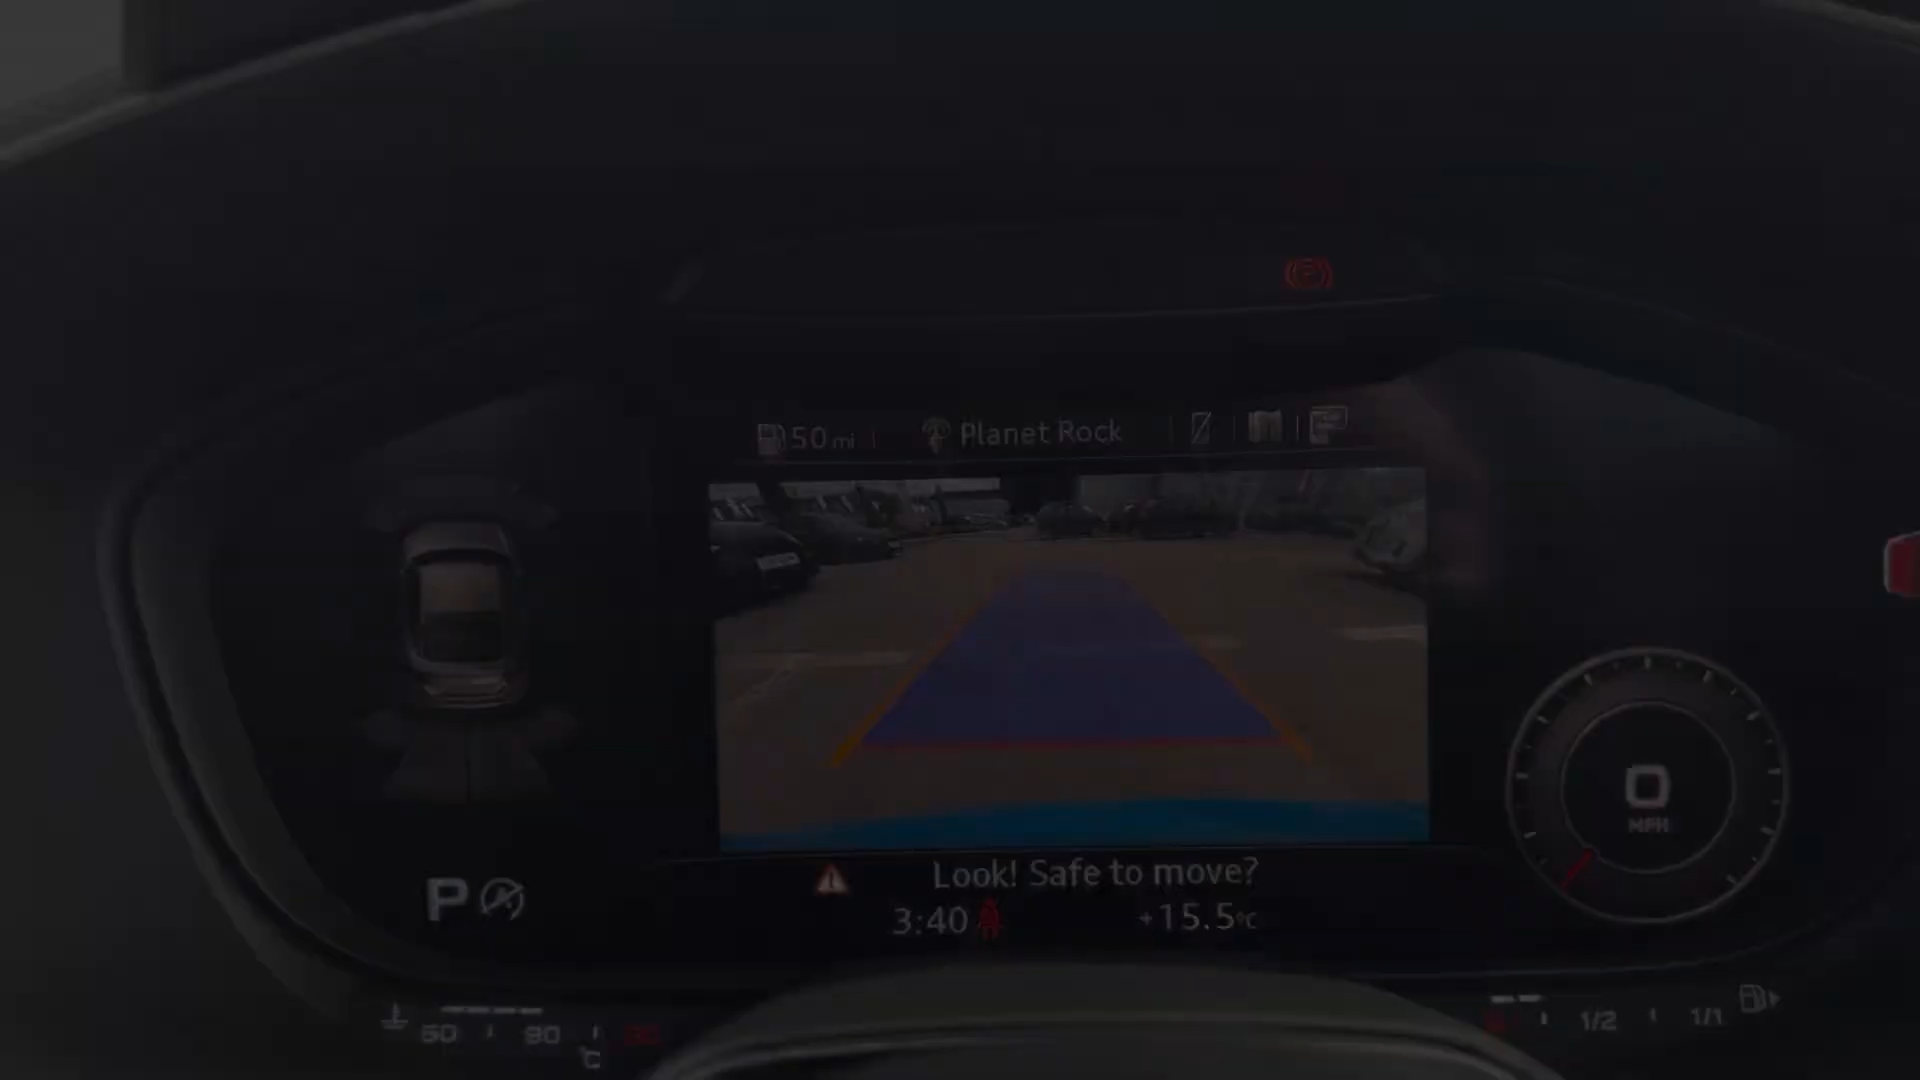 50 mi
Planet Rock
Look! Safe to move?
3:40
+15.5°C
P
0
MPH
50 90
°C
1/2 1/1